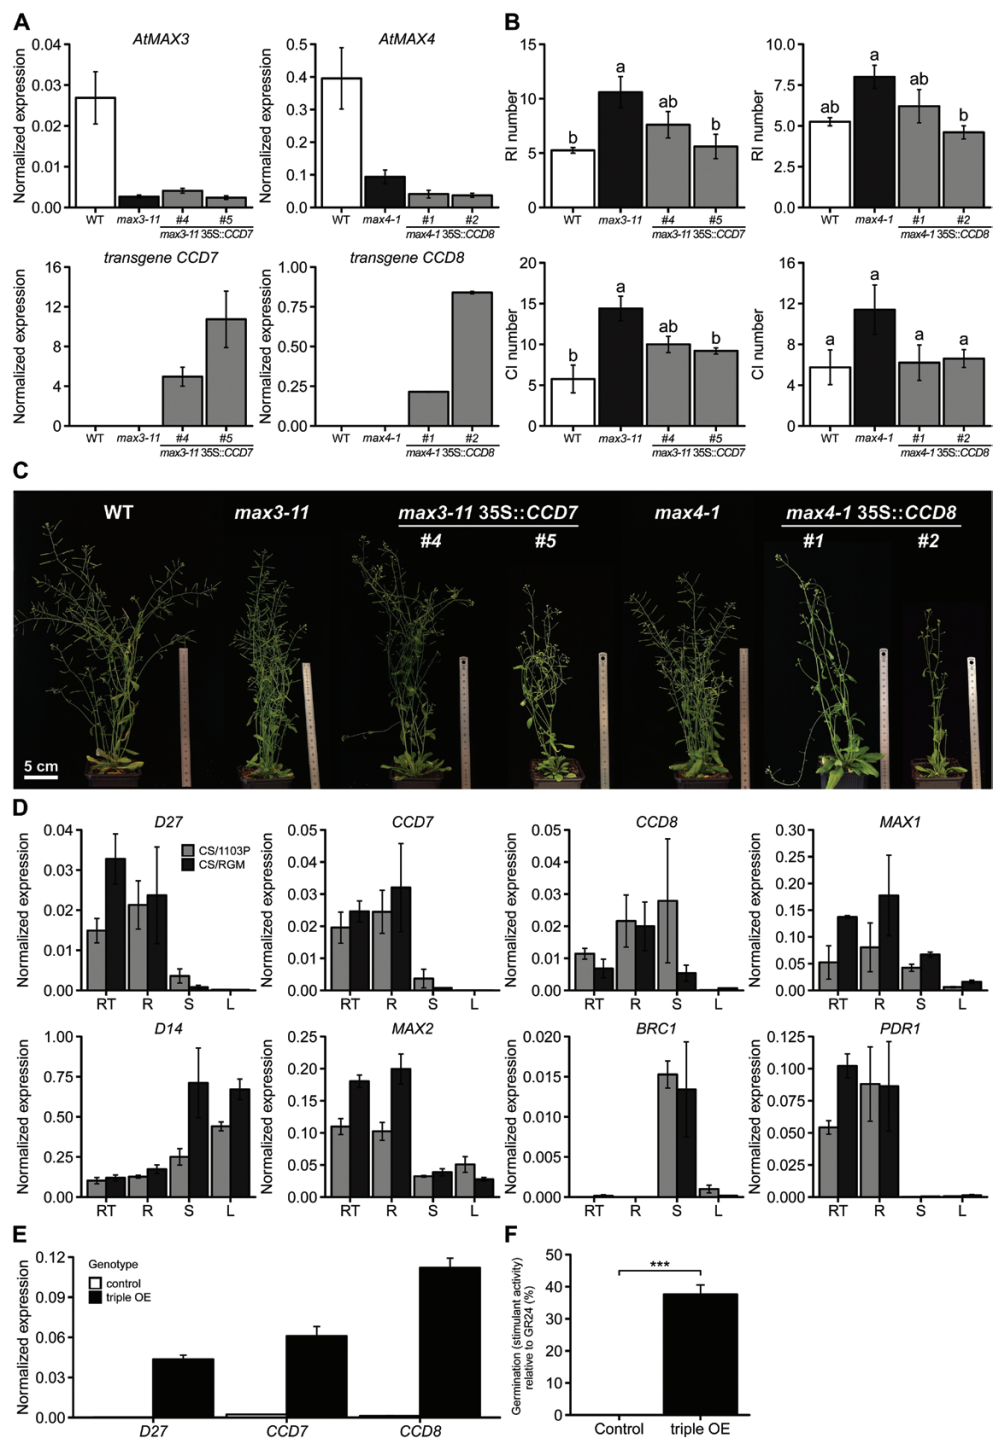 A
AtMAX3
Normalized expression
0.04
0.03
0.02
0.01
0.00
WT
max3-11
#4
#5
max3-11 35S::CCD7
AtMAX4
Normalized expression
0.5
0.4
0.3
0.2
0.1
0.0
WT
max4-1
#1
#2
max4-1 35S::CCD8
transgene CCD7
Normalized expression
16
12
8
4
0
WT
max3-11
#4
#5
max3-11 35S::CCD7
transgene CCD8
Normalized expression
1.00
0.75
0.50
0.25
0.00
WT
max4-1
#1
#2
max4-1 35S::CCD8
B
RI number
15
10
5
0
b
a
ab
b
WT
max3-11
#4
#5
max3-11 35S::CCD7
RI number
10.0
7.5
5.0
2.5
0.0
ab
a
ab
b
WT
max4-1
#1
#2
max4-1 35S::CCD8
CI number
20
15
10
5
0
b
a
ab
b
WT
max3-11
#4
#5
max3-11 35S::CCD7
CI number
16
12
8
4
0
a
a
a
a
WT
max4-1
#1
#2
max4-1 35S::CCD8
C
WT
max3-11
max3-11 35S::CCD7
#4
#5
max4-1
max4-1 35S::CCD8
#1
#2
5 cm
D
D27
Normalized expression
0.04
0.03
0.02
0.01
0.00
CS/1103P
CS/RGM
RT R S L
CCD7
Normalized expression
0.05
0.04
0.03
0.02
0.01
0.00
RT R S L
CCD8
Normalized expression
0.05
0.04
0.03
0.02
0.01
0.00
RT R S L
MAX1
Normalized expression
0.30
0.20
0.15
0.10
0.05
0.00
RT R S L
D14
Normalized expression
1.00
0.75
0.50
0.25
0.00
RT R S L
MAX2
Normalized expression
0.25
0.20
0.15
0.10
0.05
0.00
RT R S L
BRC1
Normalized expression
0.020
0.015
0.010
0.005
0.000
RT R S L
PDR1
Normalized expression
0.125
0.100
0.075
0.050
0.025
0.000
RT R S L
E
Normalized expression
0.12
0.09
0.06
0.03
0.00
Genotype
control
triple OE
D27
CCD7
CCD8
F
Germination (stimulant activity)
relative to GR24 (%)
50
40
30
20
10
0
***
Control
triple OE